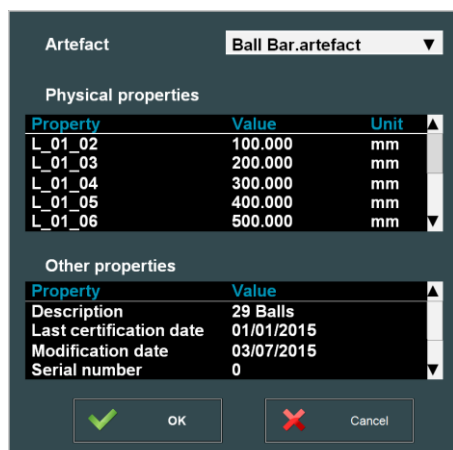 Artefact Ball Bar.artefact
Physical properties
Property Value Unit
L_01_02 100.000 mm
L_01_03 200.000 mm
L_01_04 300.000 mm
L_01_05 400.000 mm
L_01_06 500.000 mm
Other properties
Property Value
Description 29 Balls
Last certification date 01/01/2015
Modification date 03/07/2015
Serial number 0
OK Cancel